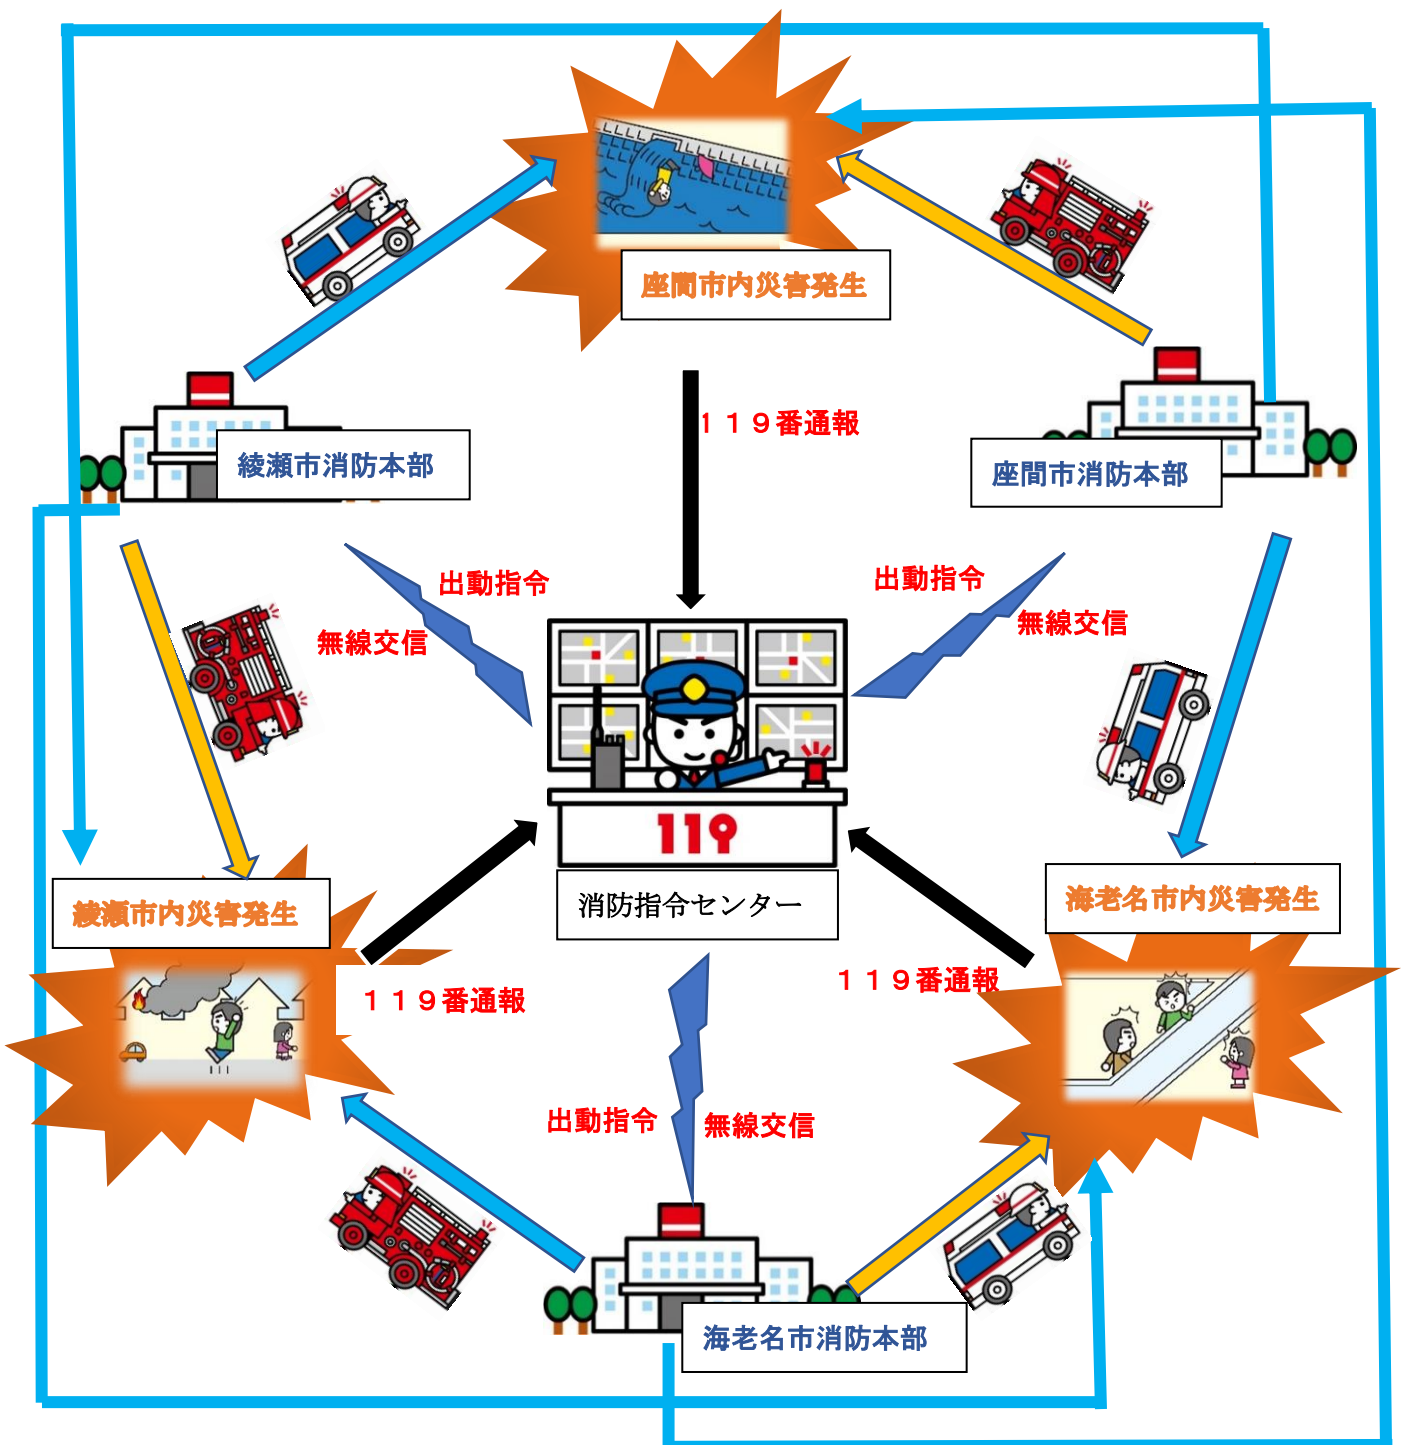 座間市内災害発生
１１９番通報
綾瀬市消防本部
座間市消防本部
出動指令
無線交信
出動指令
無線交信
119
消防指令センター
綾瀬市内災害発生
海老名市内災害発生
１１９番通報
１１９番通報
出動指令
無線交信
海老名市消防本部